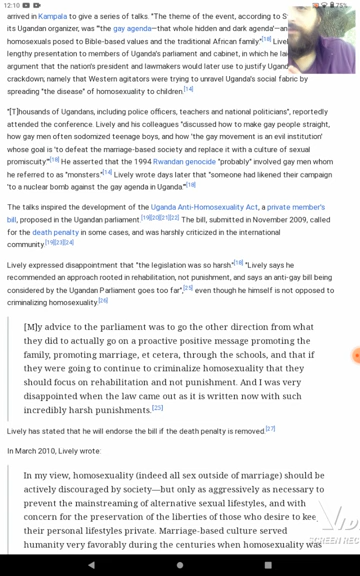 12:10
75%
arrived in Kampala to give a series of talks. "The theme of the event, according to S
its Ugandan organizer, was "'the gay agenda—that whole hidden and dark agenda'—an
homosexuals posed to Bible-based values and the traditional African family."[18] Livel
lengthy presentation to members of Uganda's parliament and cabinet, in which he la
argument that the nation's president and lawmakers would later use to justify Ugand
crackdown; namely that Western agitators were trying to unravel Uganda's social fabric by
spreading "the disease" of homosexuality to children.[14]
"[T]housands of Ugandans, including police officers, teachers and national politicians", reportedly
attended the conference. Lively and his colleagues "discussed how to make gay people straight,
how gay men often sodomized teenage boys, and how 'the gay movement is an evil institution'
whose goal is 'to defeat the marriage-based society and replace it with a culture of sexual
promiscuity'"[18] He asserted that the 1994 Rwandan genocide "probably" involved gay men whom
he referred to as "monsters."[14] Lively wrote days later that "someone had likened their campaign
'to a nuclear bomb against the gay agenda in Uganda.'"[18]
The talks inspired the development of the Uganda Anti-Homosexuality Act, a private member's
bill, proposed in the Ugandan parliament.[19][20][21][22] The bill, submitted in November 2009, called
for the death penalty in some cases, and was harshly criticized in the international
community.[19][23][24]
Lively expressed disappointment that "the legislation was so harsh."[18] "Lively says he
recommended an approach rooted in rehabilitation, not punishment, and says an anti-gay bill being
considered by the Ugandan Parliament goes too far",[25] even though he himself is not opposed to
criminalizing homosexuality.[26]
[M]y advice to the parliament was to go the other direction from what
they did to actually go on a proactive positive message promoting the
family, promoting marriage, et cetera, through the schools, and that if
they were going to continue to criminalize homosexuality that they
should focus on rehabilitation and not punishment. And I was very
disappointed when the law came out as it is written now with such
incredibly harsh punishments.[25]
Lively has stated that he will endorse the bill if the death penalty is removed.[27]
In March 2010, Lively wrote:
In my view, homosexuality (indeed all sex outside of marriage) should be
actively discouraged by society—but only as aggressively as necessary to
prevent the mainstreaming of alternative sexual lifestyles, and with
concern for the preservation of the liberties of those who desire to kee
their personal lifestyles private. Marriage-based culture served
humanity very favorably during the centuries when homosexuality was
SCREEN REC